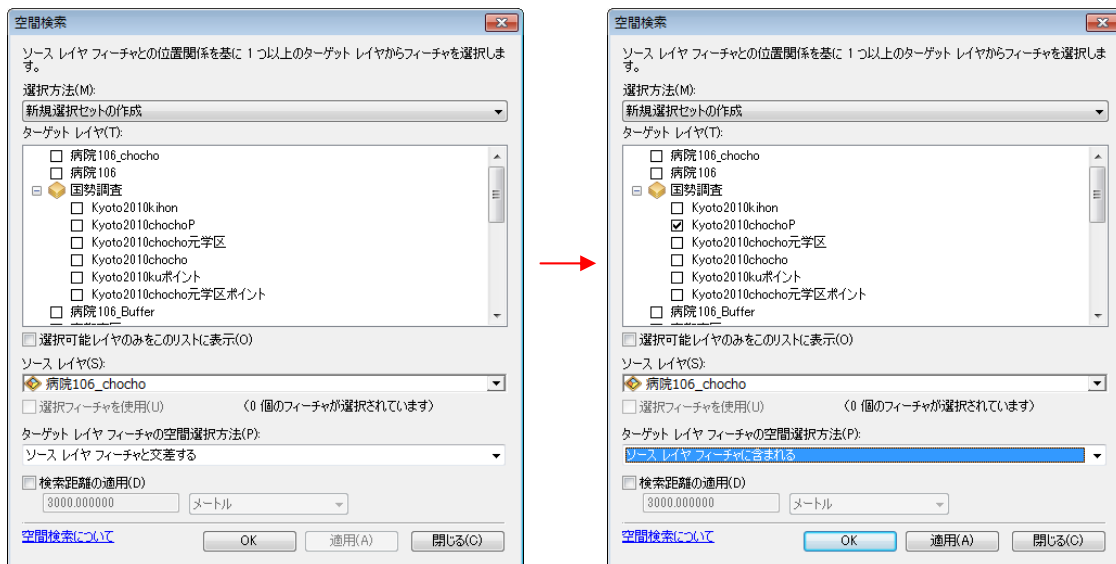 空間検索
ソース レイヤ フィーチャとの位置関係を基に 1 つ以上のターゲット レイヤからフィーチャを選択しま
す。
選択方法(M):
新規選択セットの作成
ターゲット レイヤ(T):
病院106_chocho
病院106
国勢調査
Kyoto2010kihon
Kyoto2010chochoP
Kyoto2010chocho元学区
Kyoto2010chocho
Kyoto2010kuポイント
Kyoto2010chocho元学区ポイント
病院106_Buffer
選択可能レイヤのみをこのリストに表示(O)
ソース レイヤ(S):
病院106_chocho
選択フィーチャを使用(U)
(0 個のフィーチャが選択されています)
ターゲット レイヤ フィーチャの空間選択方法(P):
ソース レイヤ フィーチャと交差する
検索距離の適用(D)
3000.000000
メートル
空間検索について
OK
適用(A)
閉じる(C)
空間検索
ソース レイヤ フィーチャとの位置関係を基に 1 つ以上のターゲット レイヤからフィーチャを選択しま
す。
選択方法(M):
新規選択セットの作成
ターゲット レイヤ(T):
病院106_chocho
病院106
国勢調査
Kyoto2010kihon
Kyoto2010chochoP
Kyoto2010chocho元学区
Kyoto2010chocho
Kyoto2010kuポイント
Kyoto2010chocho元学区ポイント
病院106_Buffer
選択可能レイヤのみをこのリストに表示(O)
ソース レイヤ(S):
病院106_chocho
選択フィーチャを使用(U)
(0 個のフィーチャが選択されています)
ターゲット レイヤ フィーチャの空間選択方法(P):
ソース レイヤ フィーチャに含まれる
検索距離の適用(D)
3000.000000
メートル
空間検索について
OK
適用(A)
閉じる(C)